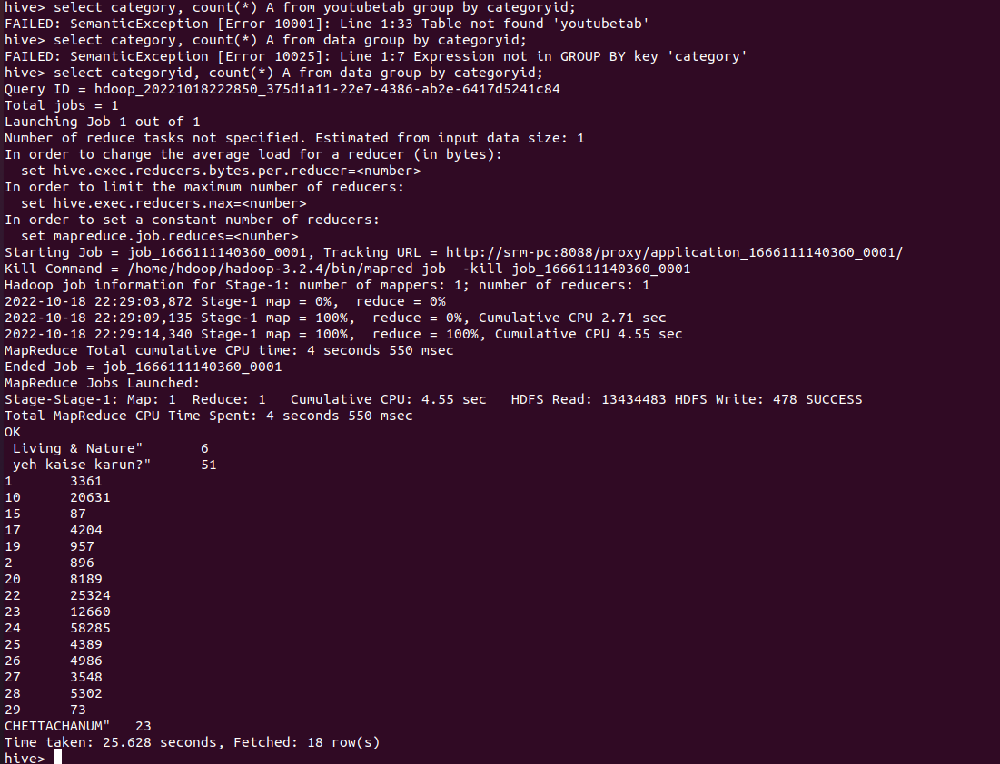 hive> select category, count(*) A from youtubetab group by categoryid;
FAILED: SemanticException [Error 10001]: Line 1:33 Table not found 'youtubetab'
hive> select category, count(*) A from data group by categoryid;
FAILED: SemanticException [Error 10025]: Line 1:7 Expression not in GROUP BY key 'category'
hive> select categoryid, count(*) A from data group by categoryid;
Query ID = hdoop_20221018222850_375d1a11-22e7-4386-ab2e-6417d5241c84
Total jobs = 1
Launching Job 1 out of 1
Number of reduce tasks not specified. Estimated from input data size: 1
In order to change the average load for a reducer (in bytes):
  set hive.exec.reducers.bytes.per.reducer=<number>
In order to limit the maximum number of reducers:
  set hive.exec.reducers.max=<number>
In order to set a constant number of reducers:
  set mapreduce.job.reduces=<number>
Starting Job = job_1666111140360_0001, Tracking URL = http://srm-pc:8088/proxy/application_1666111140360_0001/
Kill Command = /home/hdoop/hadoop-3.2.4/bin/mapred job  -kill job_1666111140360_0001
Hadoop job information for Stage-1: number of mappers: 1; number of reducers: 1
2022-10-18 22:29:03,872 Stage-1 map = 0%,  reduce = 0%
2022-10-18 22:29:09,135 Stage-1 map = 100%,  reduce = 0%, Cumulative CPU 2.71 sec
2022-10-18 22:29:14,340 Stage-1 map = 100%,  reduce = 100%, Cumulative CPU 4.55 sec
MapReduce Total cumulative CPU time: 4 seconds 550 msec
Ended Job = job_1666111140360_0001
MapReduce Jobs Launched:
Stage-Stage-1: Map: 1  Reduce: 1   Cumulative CPU: 4.55 sec   HDFS Read: 13434483 HDFS Write: 478 SUCCESS
Total MapReduce CPU Time Spent: 4 seconds 550 msec
OK
 Living & Nature"	6
 yeh kaise karun?"	51
1	3361
10	20631
15	87
17	4204
19	957
2	896
20	8189
22	25324
23	12660
24	58285
25	4389
26	4986
27	3548
28	5302
29	73
CHETTACHANUM"	23
Time taken: 25.628 seconds, Fetched: 18 row(s)
hive>